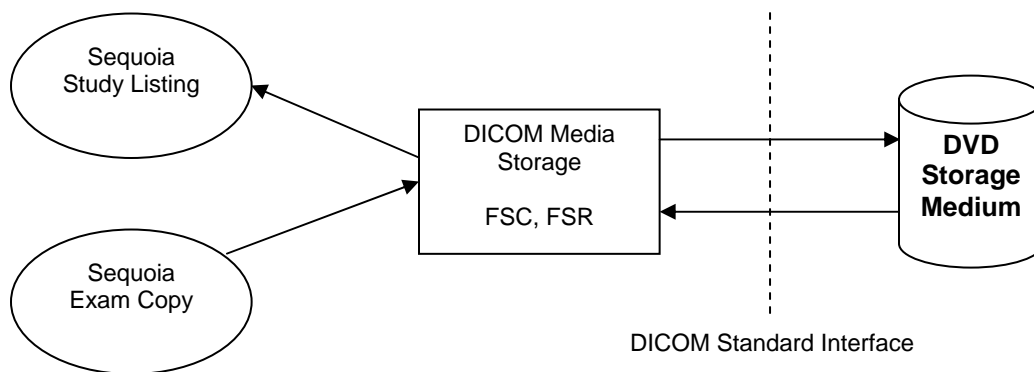 Sequoia
Study Listing
DICOM Media
Storage
FSC, FSR
DVD
Storage
Medium
Sequoia
Exam Copy
DICOM Standard Interface